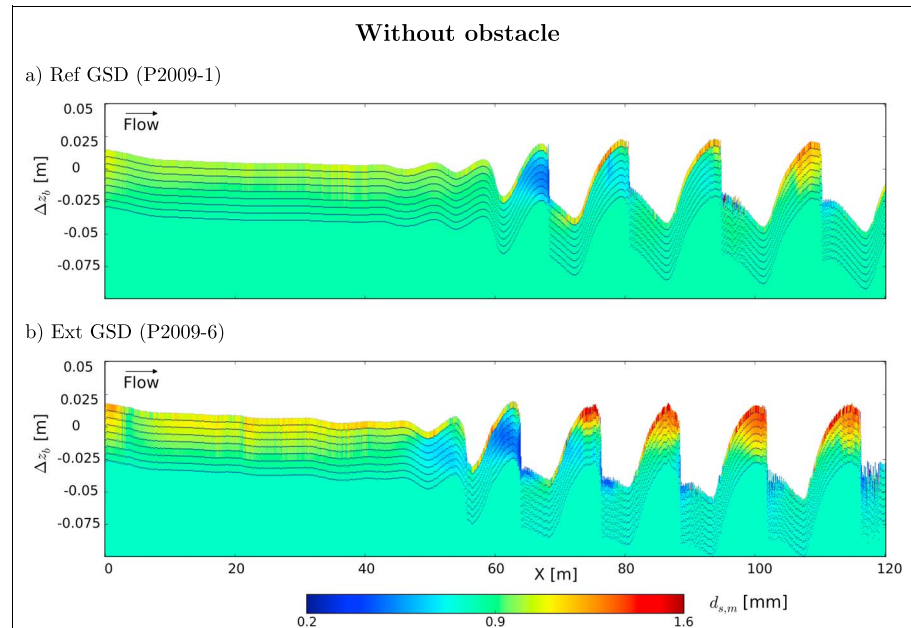 Without obstacle
a) Ref GSD (P2009-1)
0.05
Flow
0.025
0
Δz_b [m]
-0.025
-0.05
-0.075
b) Ext GSD (P2009-6)
0.05
Flow
0.025
0
Δz_b [m]
-0.025
-0.05
-0.075
0 20 40 60 80 100 120
X [m]
d_{s,m} [mm]
0.2 0.9 1.6